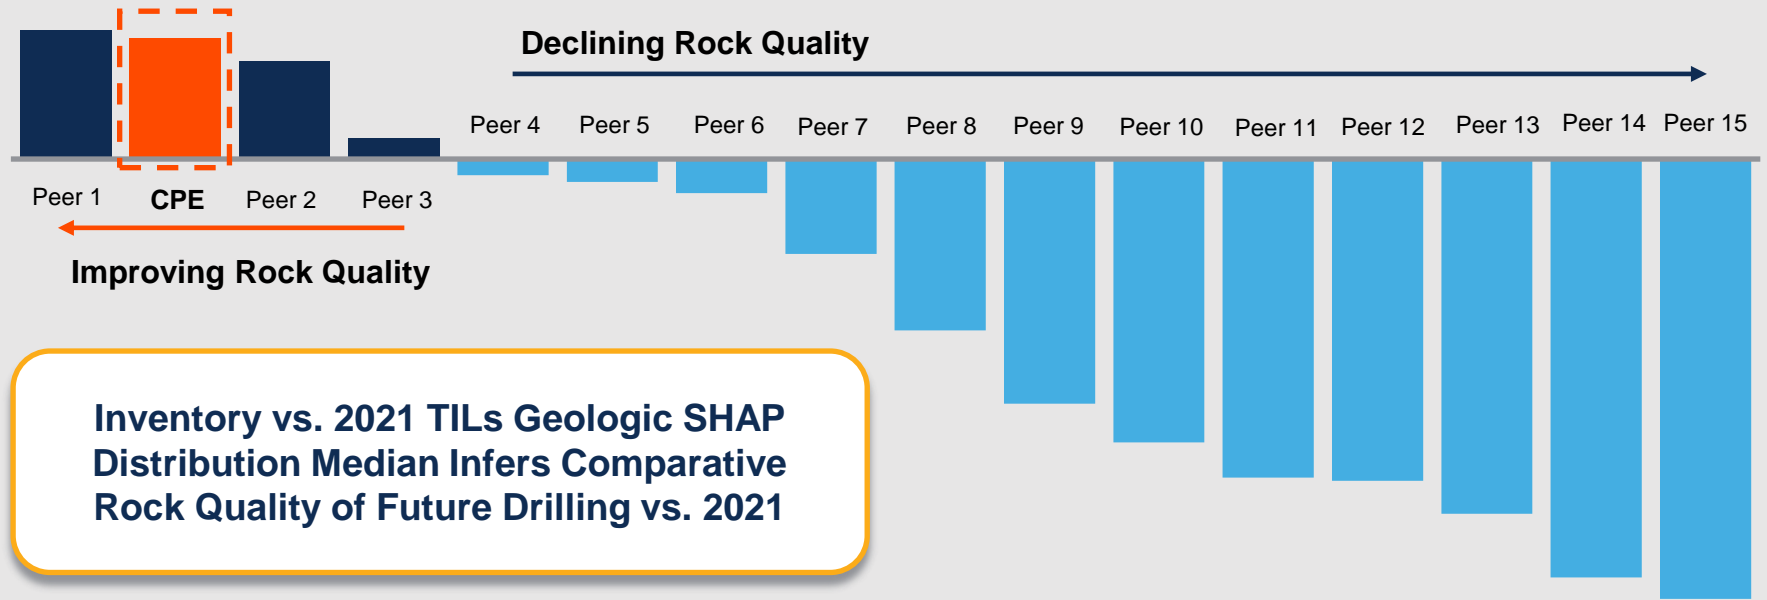 Declining Rock Quality
Peer 4 Peer 5 Peer 6 Peer 7 Peer 8 Peer 9 Peer 10 Peer 11 Peer 12 Peer 13 Peer 14 Peer 15
Peer 1 CPE Peer 2 Peer 3
Improving Rock Quality
Inventory vs. 2021 TILs Geologic SHAP
Distribution Median Infers Comparative
Rock Quality of Future Drilling vs. 2021